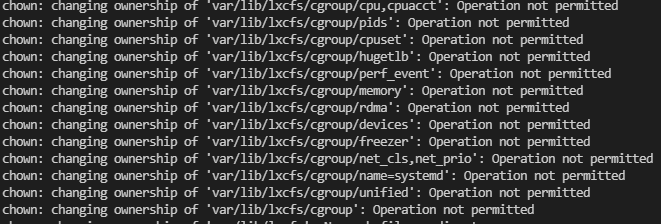 chown: changing ownership of 'var/lib/lxcfs/cgroup/cpu,cpuacct': Operation not permitted
chown: changing ownership of 'var/lib/lxcfs/cgroup/pids': Operation not permitted
chown: changing ownership of 'var/lib/lxcfs/cgroup/cpuset': Operation not permitted
chown: changing ownership of 'var/lib/lxcfs/cgroup/hugetlb': Operation not permitted
chown: changing ownership of 'var/lib/lxcfs/cgroup/perf_event': Operation not permitted
chown: changing ownership of 'var/lib/lxcfs/cgroup/memory': Operation not permitted
chown: changing ownership of 'var/lib/lxcfs/cgroup/rdma': Operation not permitted
chown: changing ownership of 'var/lib/lxcfs/cgroup/devices': Operation not permitted
chown: changing ownership of 'var/lib/lxcfs/cgroup/freezer': Operation not permitted
chown: changing ownership of 'var/lib/lxcfs/cgroup/net_cls,net_prio': Operation not permitted
chown: changing ownership of 'var/lib/lxcfs/cgroup/name=systemd': Operation not permitted
chown: changing ownership of 'var/lib/lxcfs/cgroup/unified': Operation not permitted
chown: changing ownership of 'var/lib/lxcfs/cgroup': Operation not permitted